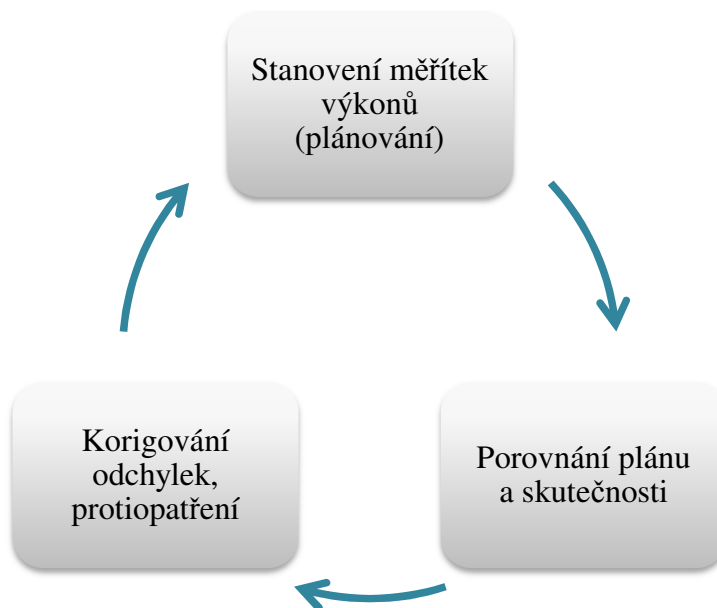 Stanovení měřítek
výkonů
(plánování)
Porovnání plánu
a skutečnosti
Korigování
odchylek,
protiopatření